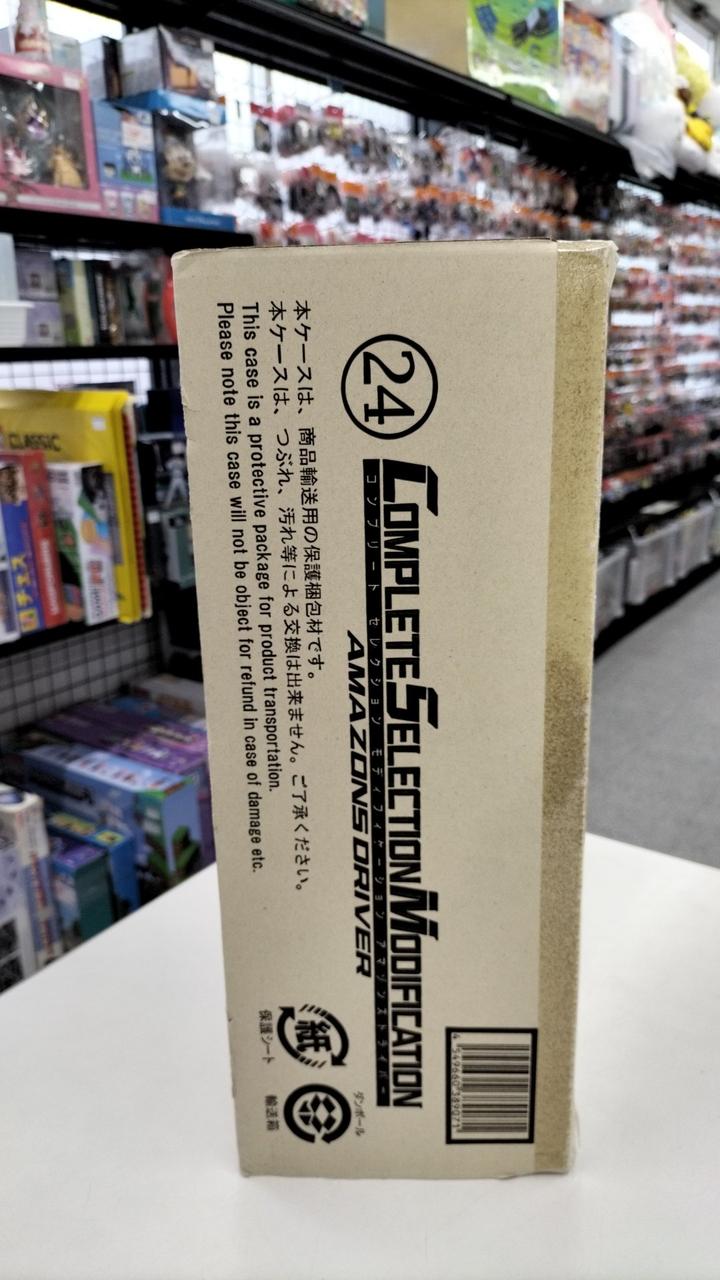 24
COMPLETE SELECTION MODIFICATION
コンプリート セレクション モディフィケーション アマゾンズドライバー
AMAZONS DRIVER
本ケースは、商品輸送用の保護梱包材です。
本ケースは、つぶれ、汚れ等による交換は出来ません。ご了承ください。
This case is a protective package for product transportation.
Please note this case will not be object for refund in case of damage etc.
4 549660 389071
紙
保護シート
ダンボール
輸送箱
CLASSIC